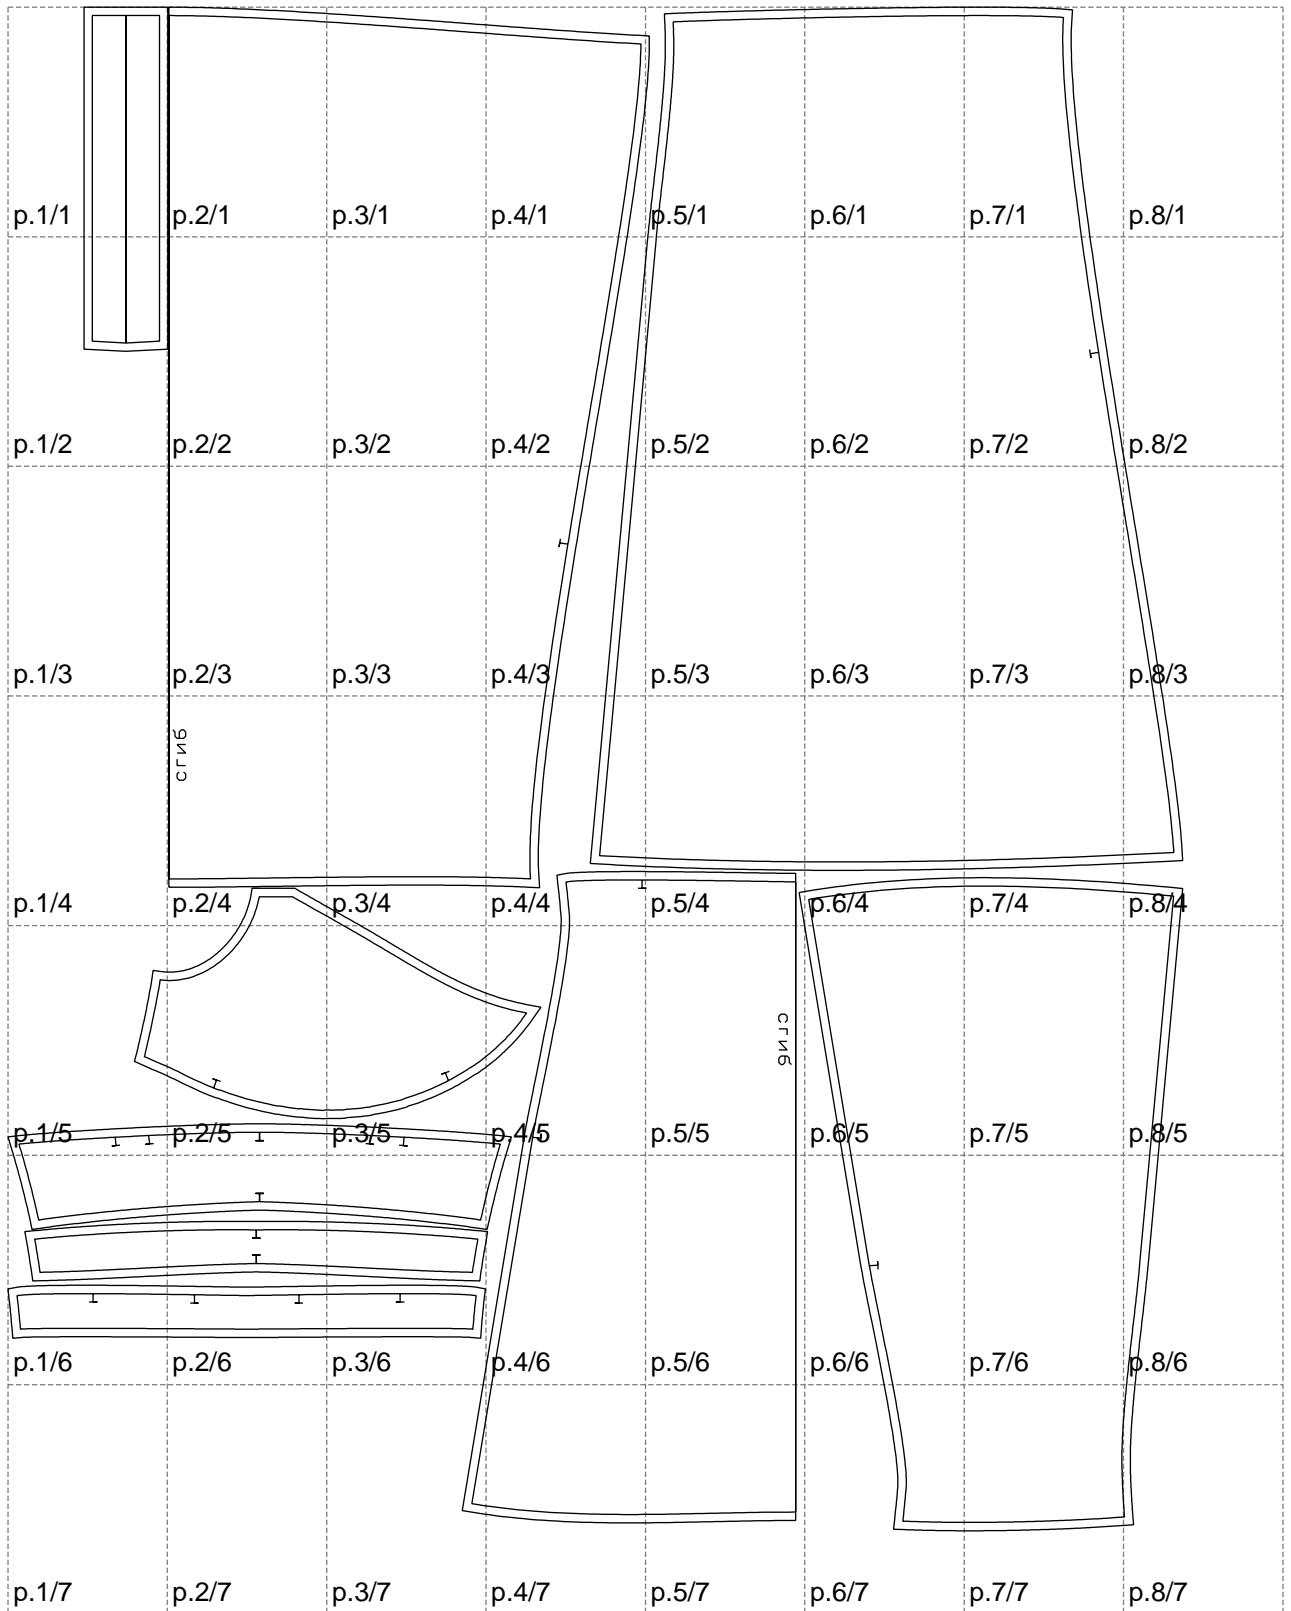 p.1/1 p.2/1 p.3/1 p.4/1 p.5/1 p.6/1 p.7/1 p.8/1
p.1/2 p.2/2 p.3/2 p.4/2 p.5/2 p.6/2 p.7/2 p.8/2
p.1/3 p.2/3 p.3/3 p.4/3 p.5/3 p.6/3 p.7/3 p.8/3
сгиб
p.1/4 p.2/4 p.3/4 p.4/4 p.5/4 p.6/4 p.7/4 p.8/4
сгиб
p.1/5 p.2/5 p.3/5 p.4/5 p.5/5 p.6/5 p.7/5 p.8/5
p.1/6 p.2/6 p.3/6 p.4/6 p.5/6 p.6/6 p.7/6 p.8/6
p.1/7 p.2/7 p.3/7 p.4/7 p.5/7 p.6/7 p.7/7 p.8/7